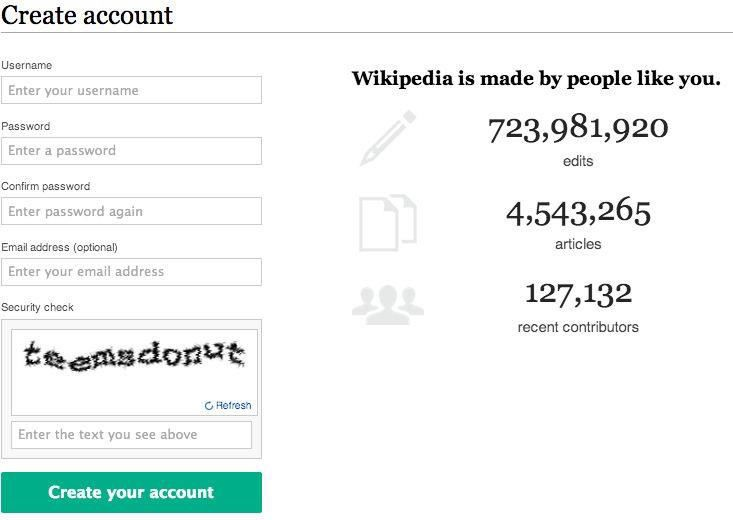 Create account
Username
Enter your username
Password
Enter a password
Confirm password
Enter password again
Email address (optional)
Enter your email address
Security check
teemsdonut
Refresh
Enter the text you see above
Create your account
Wikipedia is made by people like you.
723,981,920
edits
4,543,265
articles
127,132
recent contributors